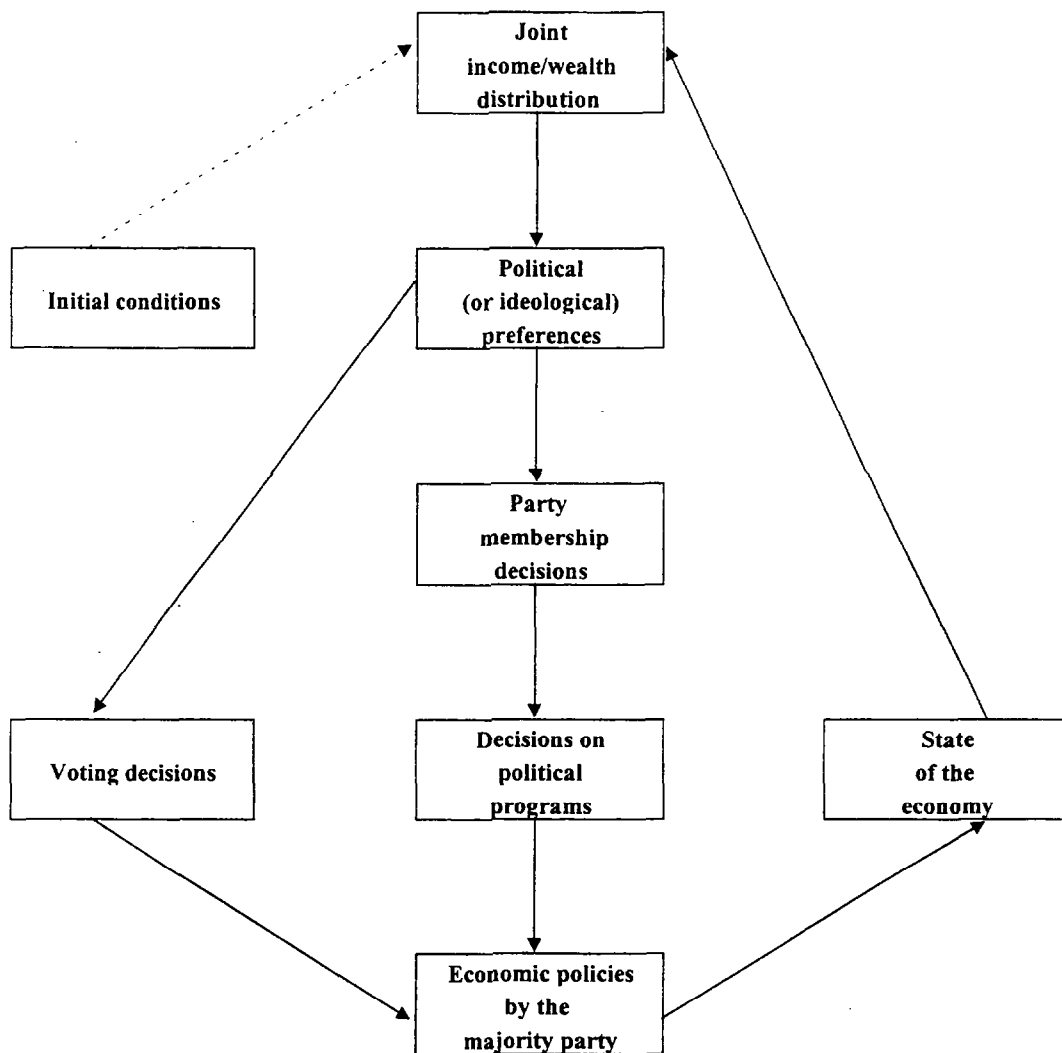 Joint
income/wealth
distribution
Initial conditions
Political
(or ideological)
preferences
Party
membership
decisions
Voting decisions
Decisions on
political
programs
State
of the
economy
Economic policies
by the
majority party